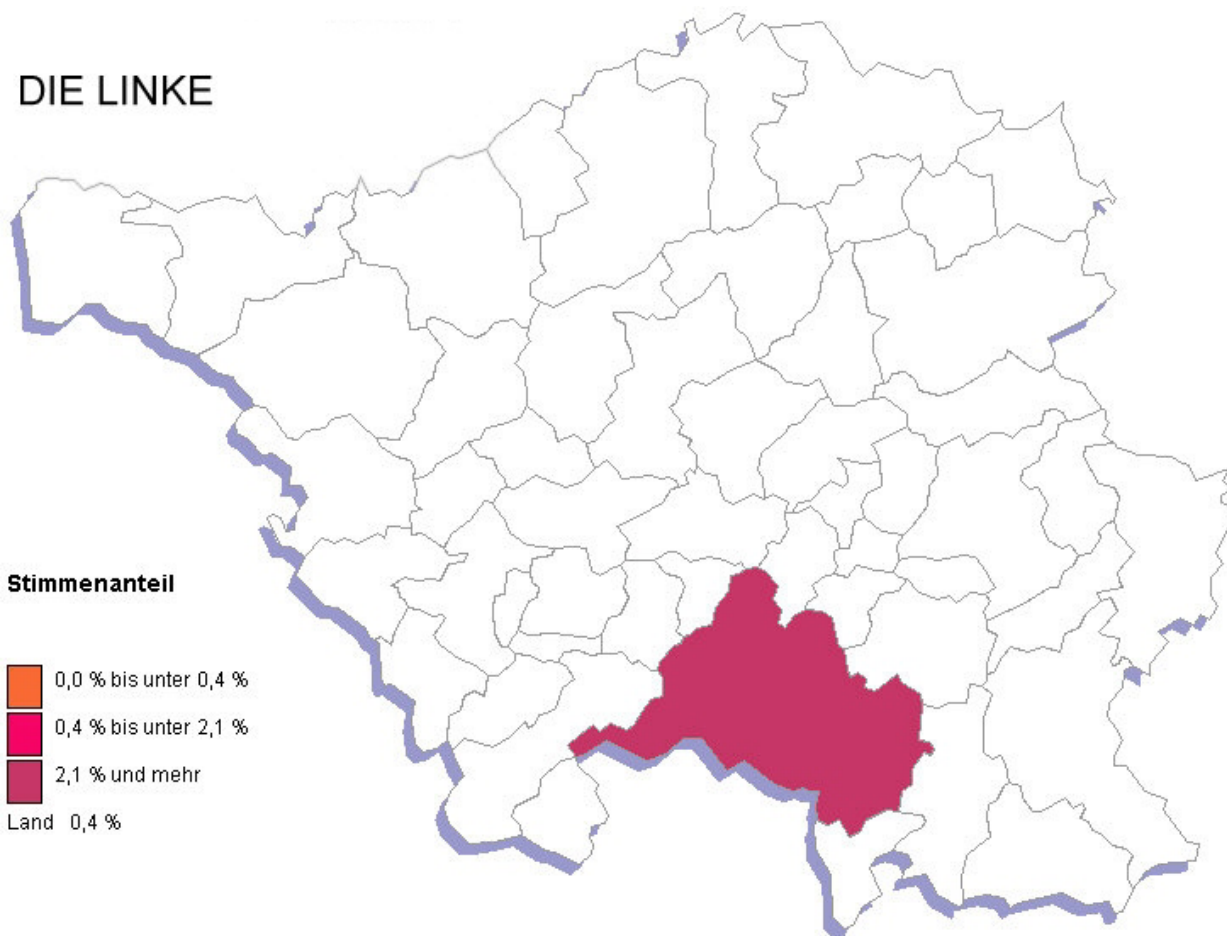 DIE LINKE
Stimmenanteil
0,0 % bis unter 0,4 %
0,4 % bis unter 2,1 %
2,1 % und mehr
Land 0,4 %